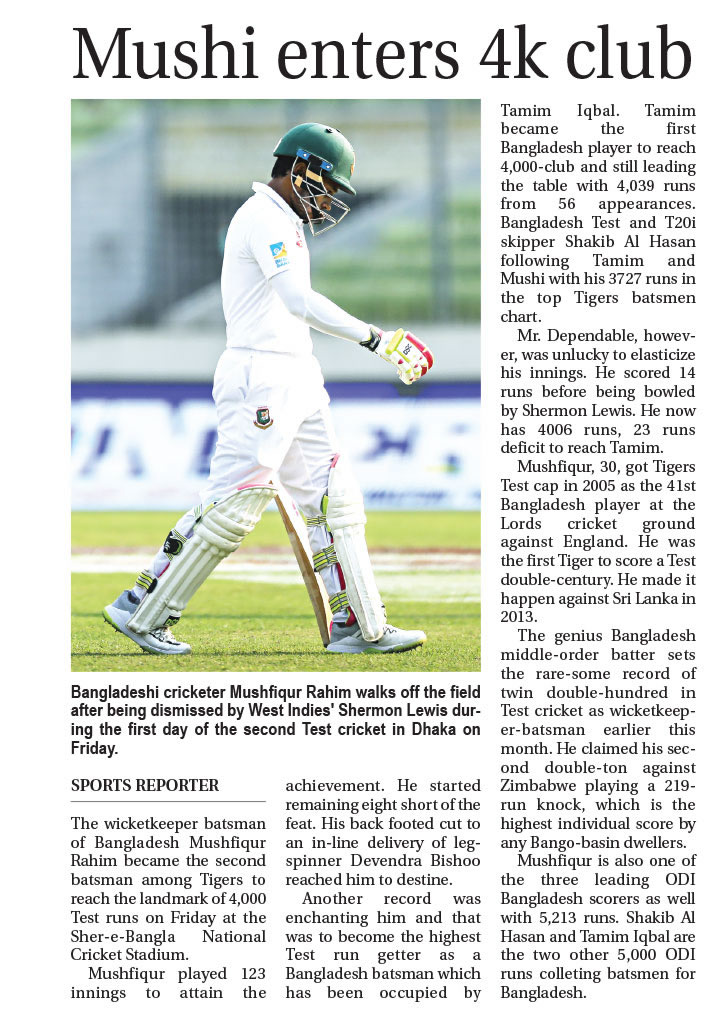 Mushi enters 4k club
Bangladeshi cricketer Mushfiqur Rahim walks off the field
after being dismissed by West Indies' Shermon Lewis dur-
ing the first day of the second Test cricket in Dhaka on
Friday.
SPORTS REPORTER
The wicketkeeper batsman
of Bangladesh Mushfiqur
Rahim became the second
batsman among Tigers to
reach the landmark of 4,000
Test runs on Friday at the
Sher-e-Bangla National
Cricket Stadium.
Mushfiqur played 123
innings to attain the
achievement. He started
remaining eight short of the
feat. His back footed cut to
an in-line delivery of leg-
spinner Devendra Bishoo
reached him to destine.
Another record was
enchanting him and that
was to become the highest
Test run getter as a
Bangladesh batsman which
has been occupied by
Tamim Iqbal. Tamim
became the first
Bangladesh player to reach
4,000-club and still leading
the table with 4,039 runs
from 56 appearances.
Bangladesh Test and T20i
skipper Shakib Al Hasan
following Tamim and
Mushi with his 3727 runs in
the top Tigers batsmen
chart.
Mr. Dependable, howev-
er, was unlucky to elasticize
his innings. He scored 14
runs before being bowled
by Shermon Lewis. He now
has 4006 runs, 23 runs
deficit to reach Tamim.
Mushfiqur, 30, got Tigers
Test cap in 2005 as the 41st
Bangladesh player at the
Lords cricket ground
against England. He was
the first Tiger to score a Test
double-century. He made it
happen against Sri Lanka in
2013.
The genius Bangladesh
middle-order batter sets
the rare-some record of
twin double-hundred in
Test cricket as wicketkeep-
er-batsman earlier this
month. He claimed his sec-
ond double-ton against
Zimbabwe playing a 219-
run knock, which is the
highest individual score by
any Bango-basin dwellers.
Mushfiqur is also one of
the three leading ODI
Bangladesh scorers as well
with 5,213 runs. Shakib Al
Hasan and Tamim Iqbal are
the two other 5,000 ODI
runs colleting batsmen for
Bangladesh.